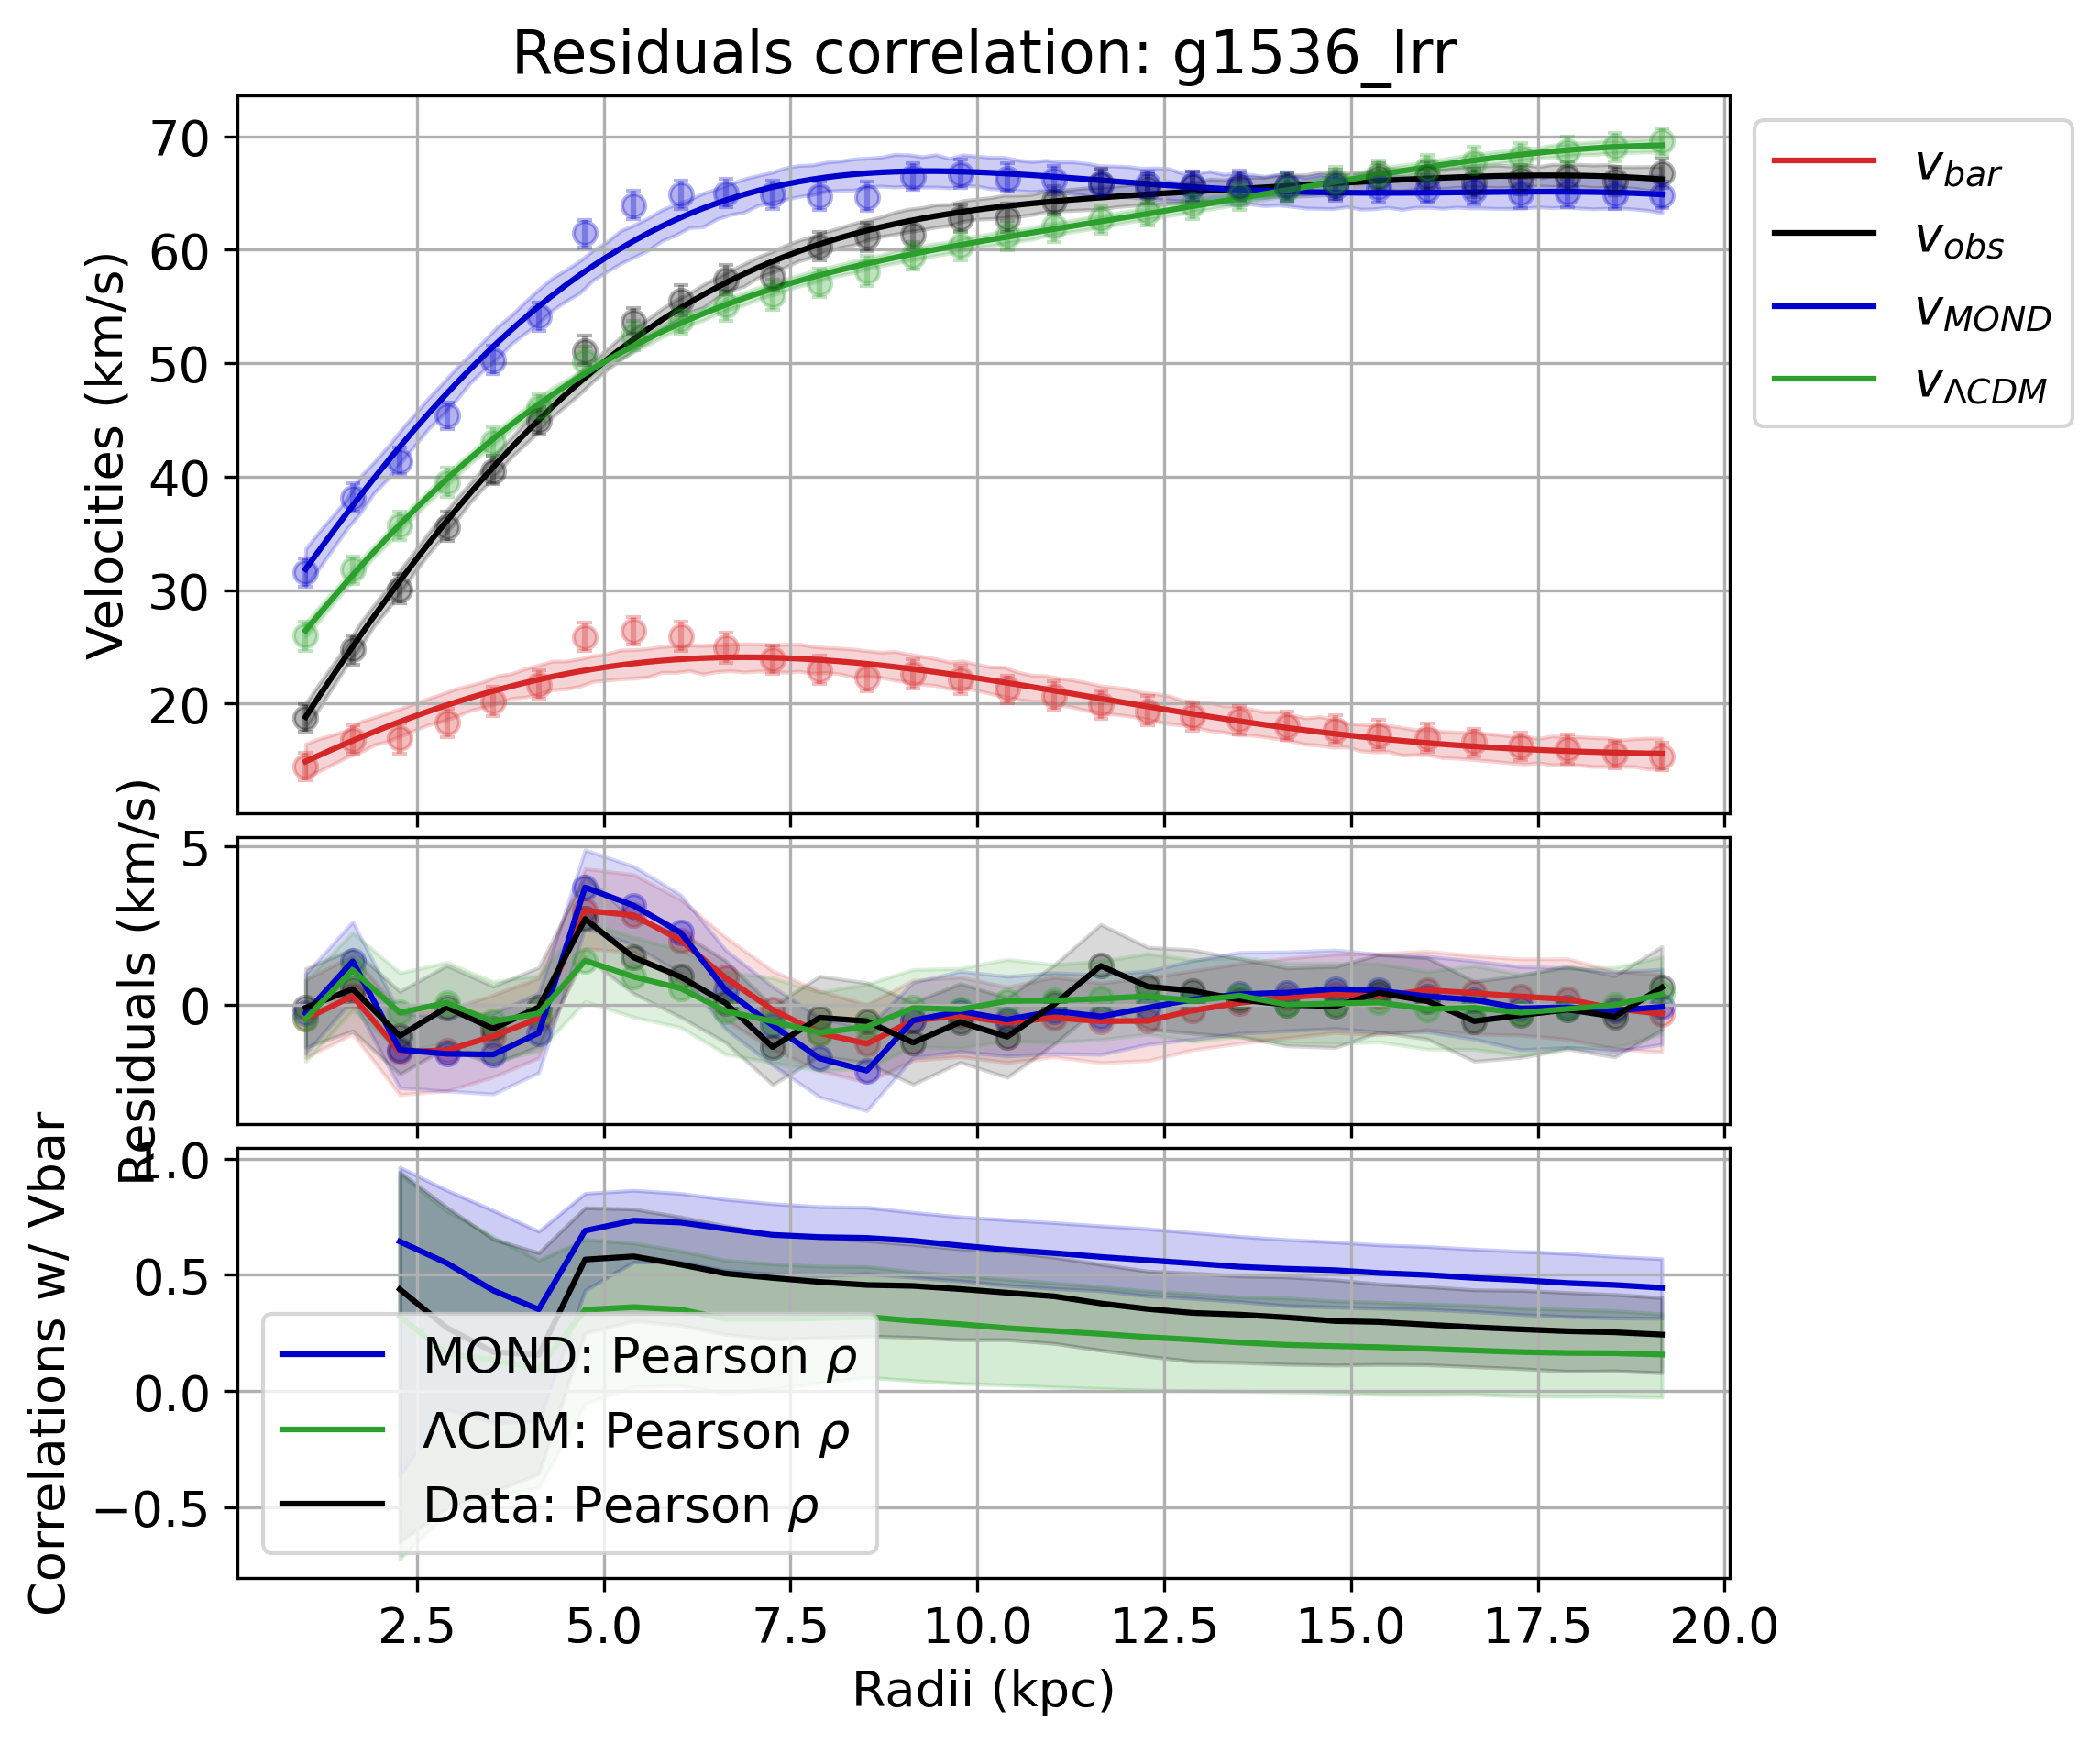 Residuals correlation: g1536_Irr
Velocities (km/s)
70
60
50
40
30
20
v_bar
v_obs
v_MOND
v_ΛCDM
Residuals (km/s)
5
0
Correlations w/ Vbar
1.0
0.5
0.0
−0.5
MOND: Pearson ρ
ΛCDM: Pearson ρ
Data: Pearson ρ
2.5 5.0 7.5 10.0 12.5 15.0 17.5 20.0
Radii (kpc)